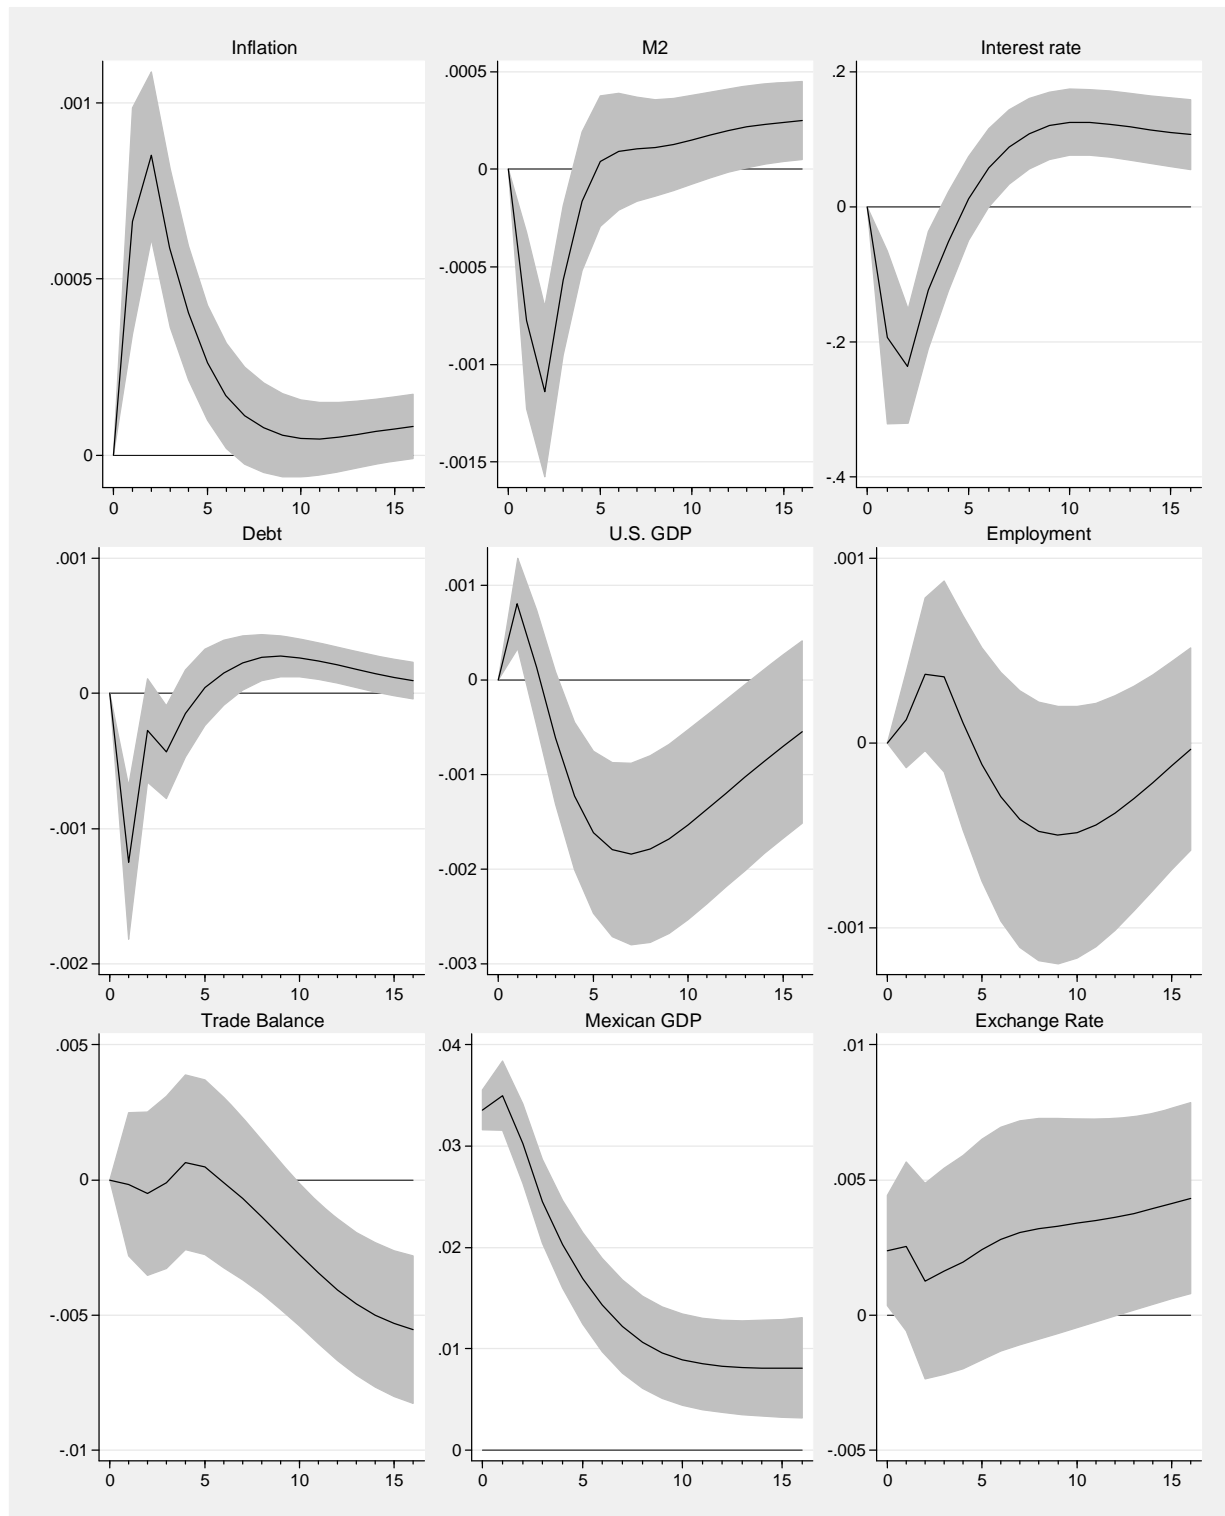 Inflation
.001
.0005
0
0 5 10 15
M2
.0005
0
-.0005
-.001
-.0015
0 5 10 15
Interest rate
.2
0
-.2
-.4
0 5 10 15
Debt
.001
0
-.001
-.002
0 5 10 15
U.S. GDP
.001
0
-.001
-.002
-.003
0 5 10 15
Employment
.001
0
-.001
0 5 10 15
Trade Balance
.005
0
-.005
-.01
0 5 10 15
Mexican GDP
.04
.03
.02
.01
0
0 5 10 15
Exchange Rate
.01
.005
0
-.005
0 5 10 15